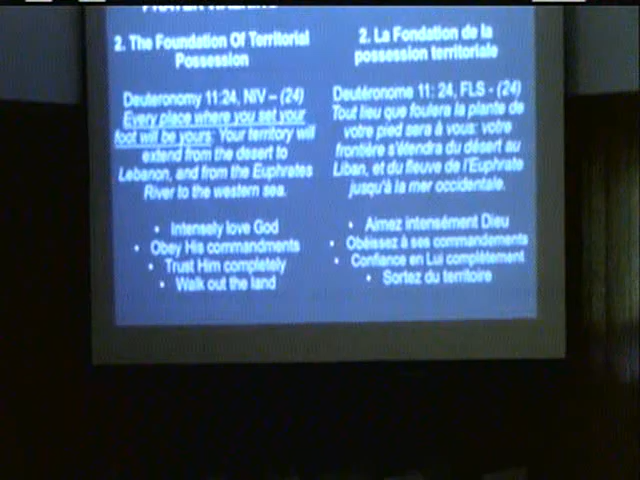 2. The Foundation Of Territorial
Possession
Deuteronomy 11:24, NIV – (24)
Every place where you set your
foot will be yours: Your territory will
extend from the desert to
Lebanon, and from the Euphrates
River to the western sea.
• Intensely love God
• Obey His commandments
• Trust Him completely
• Walk out the land
2. La Fondation de la
possession territoriale
Deutéronome 11: 24, FLS - (24)
Tout lieu que foulera la plante de
votre pied sera à vous: votre
frontière s'étendra du désert au
Liban, et du fleuve de l'Euphrate
jusqu'à la mer occidentale.
• Aimez intensément Dieu
• Obéissez à ses commandements
• Confiance en Lui complètement
• Sortez du territoire